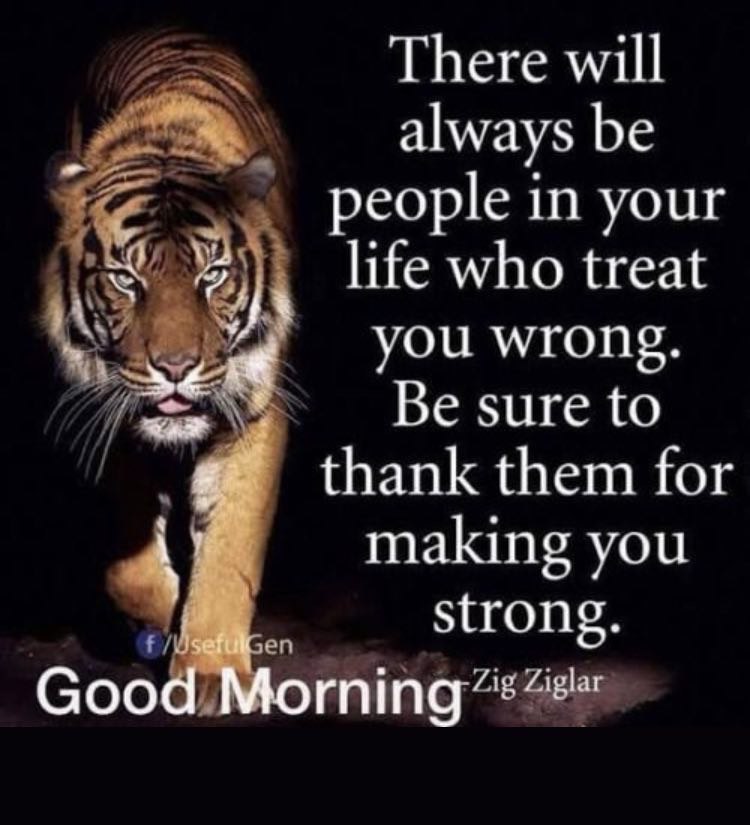 There will
always be
people in your
life who treat
you wrong.
Be sure to
thank them for
making you
strong.
f/UsefulGen
Good Morning
-Zig Ziglar